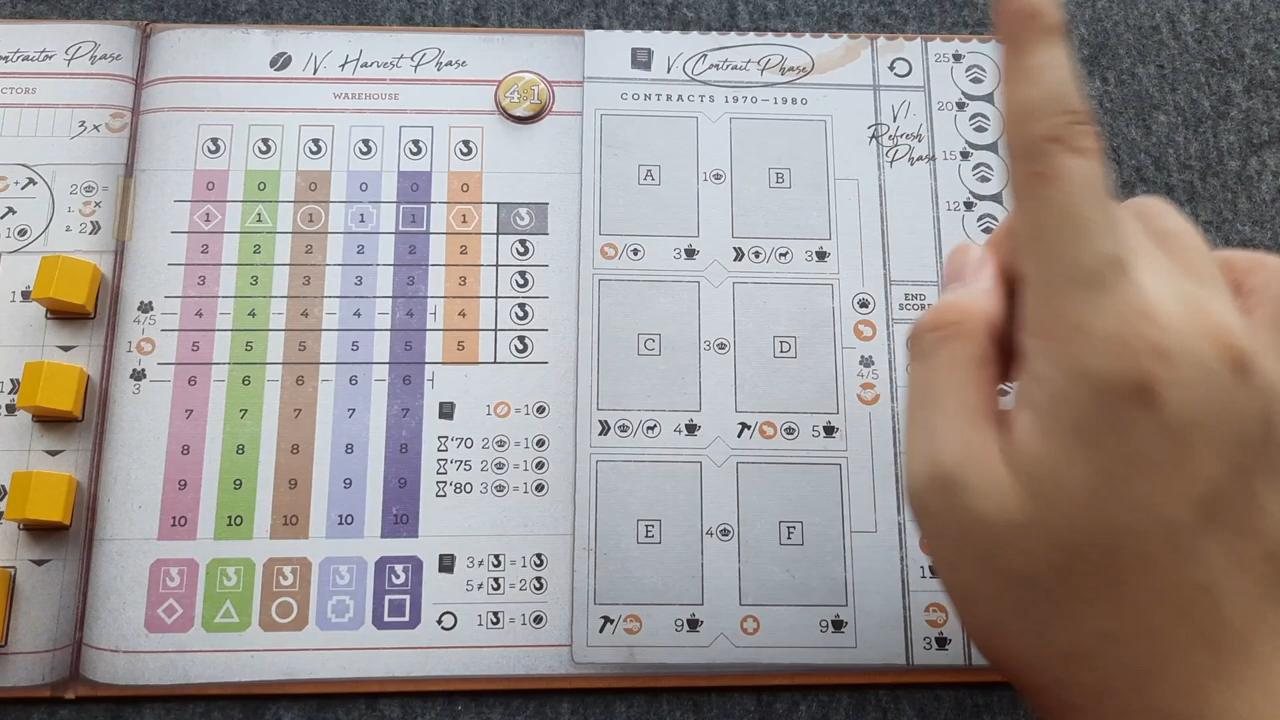 ontractor Phase
CTORS
3x
2 =
1.
2. 2
1
1
1
IV. Harvest Phase
WAREHOUSE
4:1
0 0 0 0 0 0
1 1 1 1 1 1
2 2 2 2 2 2
3 3 3 3 3 3
4/5
4 4 4 4 4 4
1
5 5 5 5 5 5
3
6 6 6 6 6
7 7 7 7 7
8 8 8 8 8
9 9 9 9 9
10 10 10 10 10
1 =1
'70 2 =1
'75 2 =1
'80 3 =1
3≠ =1
5≠ =2
1 =1
V. Contract Phase
CONTRACTS 1970–1980
A 1 B
/ 3
/ 3
C 3 D
/ 4
/ 5
E 4 F
/ 9
9
4/5
VI.
Refresh
Phase
25
20
15
12
END
SCORE
1
3